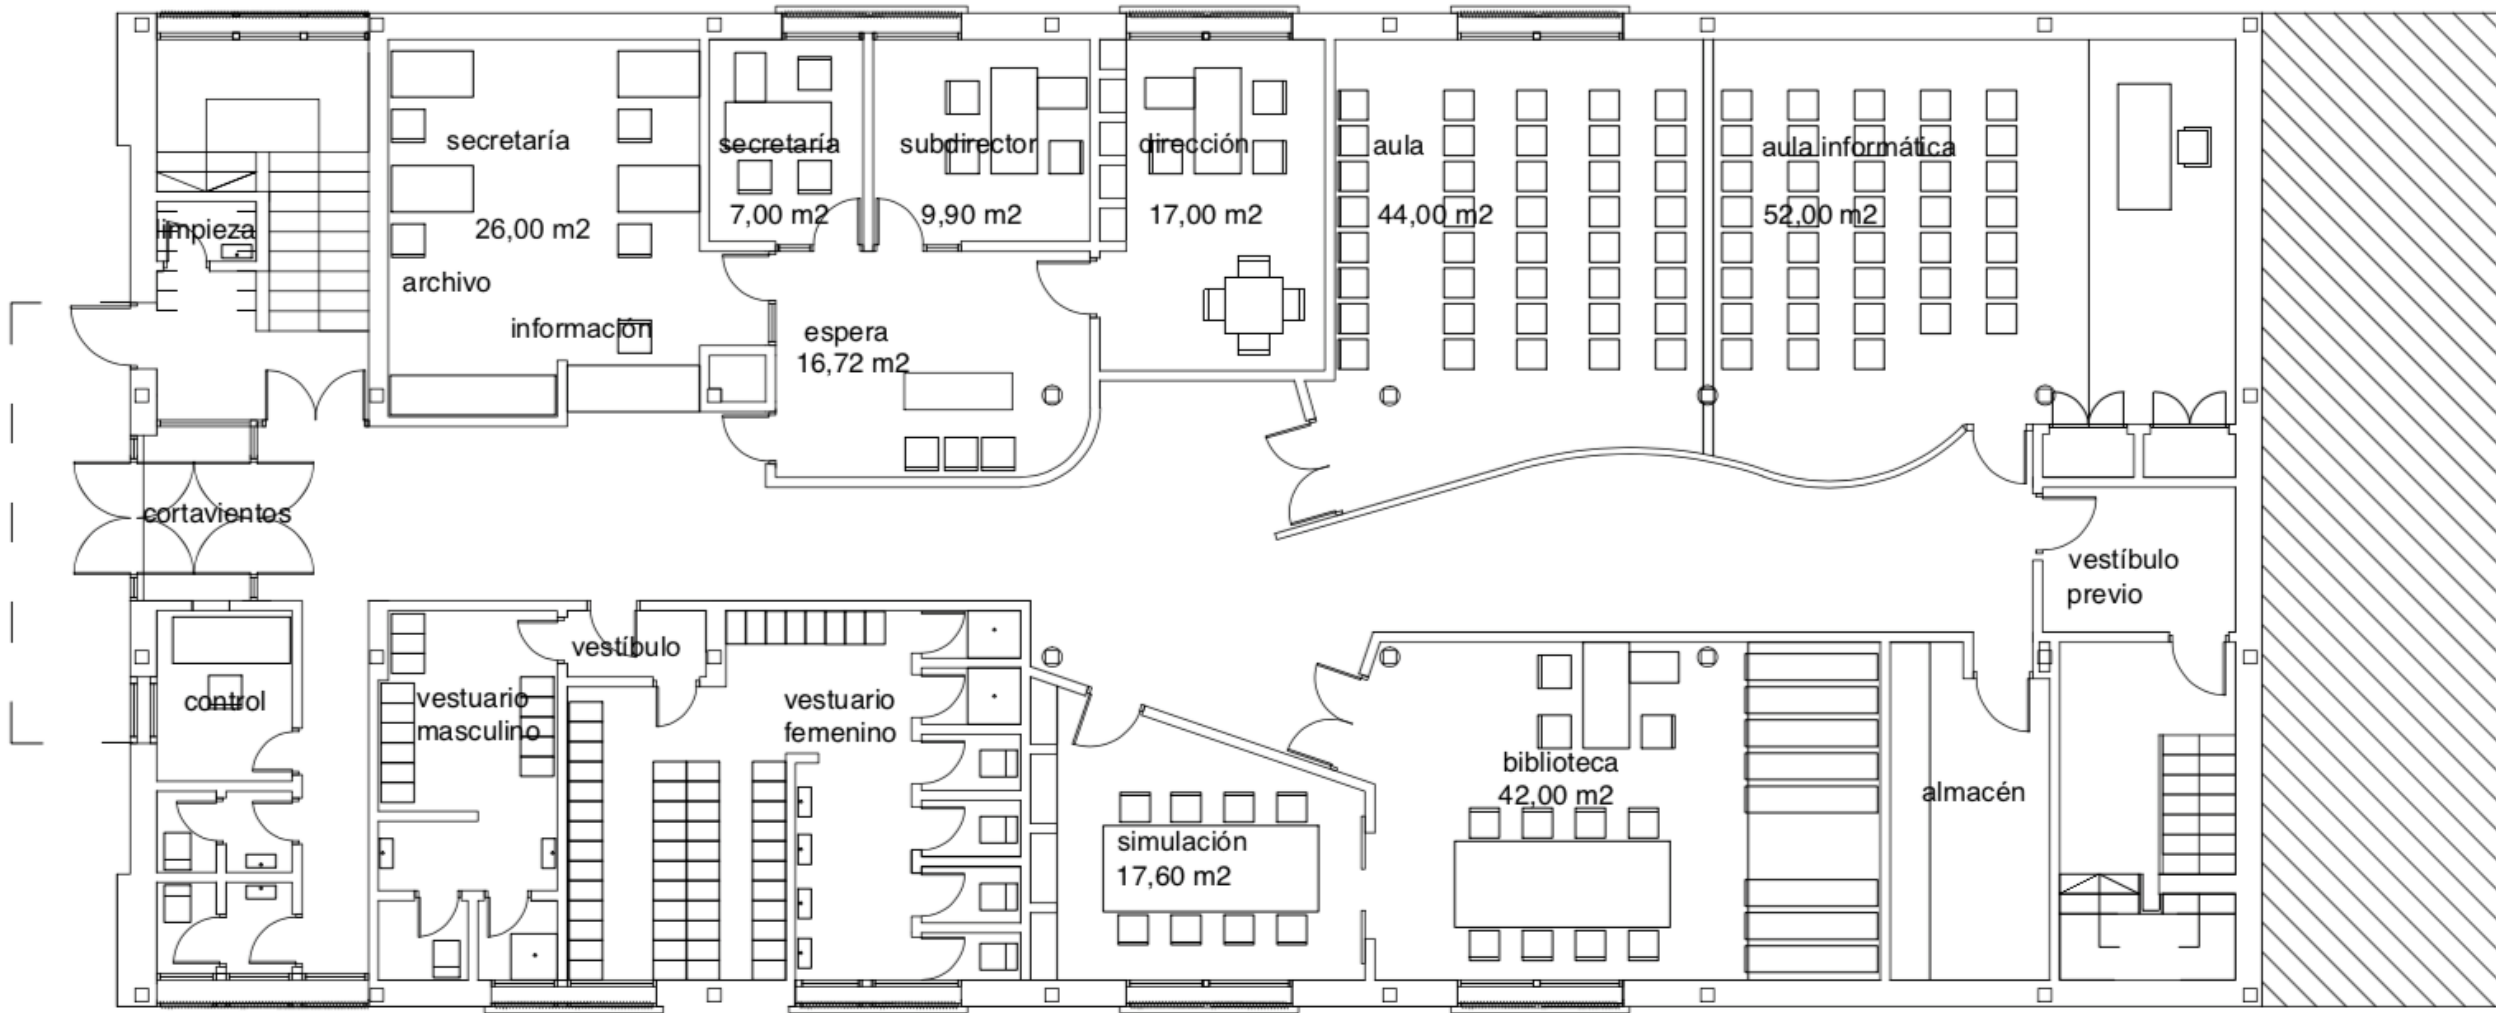 secretaría
26,00 m2
archivo
información
secretaría
7,00 m2
subdirector
9,90 m2
dirección
17,00 m2
aula
44,00 m2
aula informática
52,00 m2
limpieza
espera
16,72 m2
cortavientos
vestíbulo
previo
control
vestuario
masculino
vestíbulo
vestuario
femenino
simulación
17,60 m2
biblioteca
42,00 m2
almacén